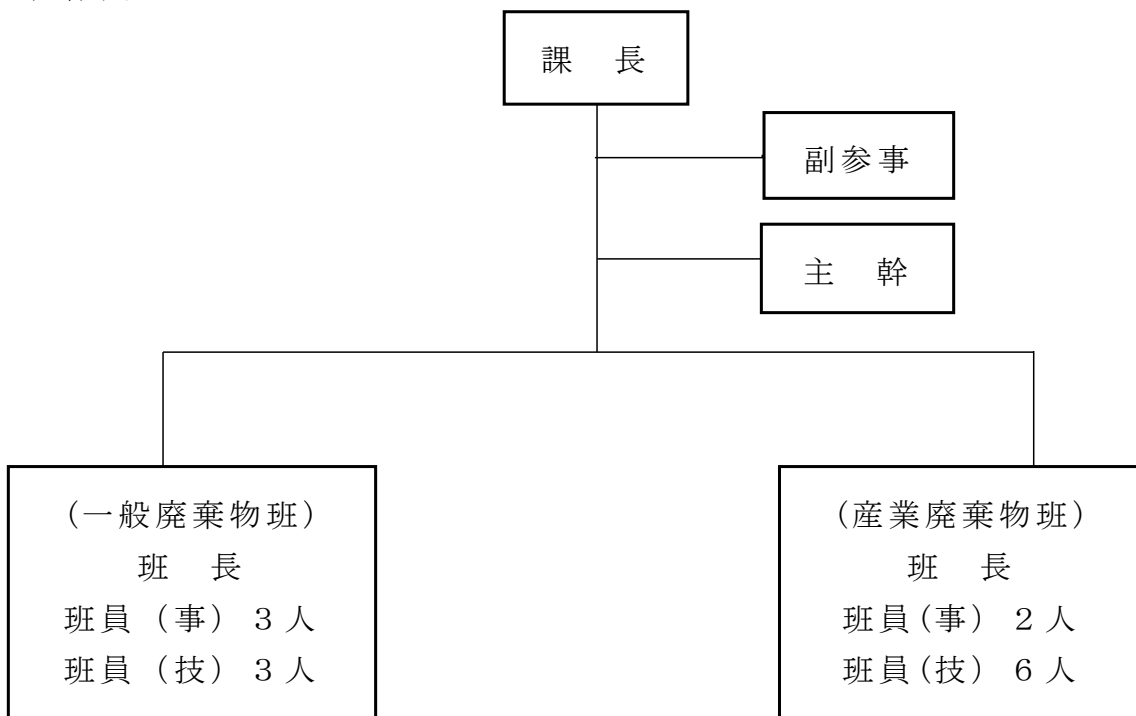 課　長
副参事
主　幹
(一般廃棄物班)
班　長
班員（事）３人
班員（技）３人
(産業廃棄物班)
班　長
班員(事) ２人
班員(技) ６人